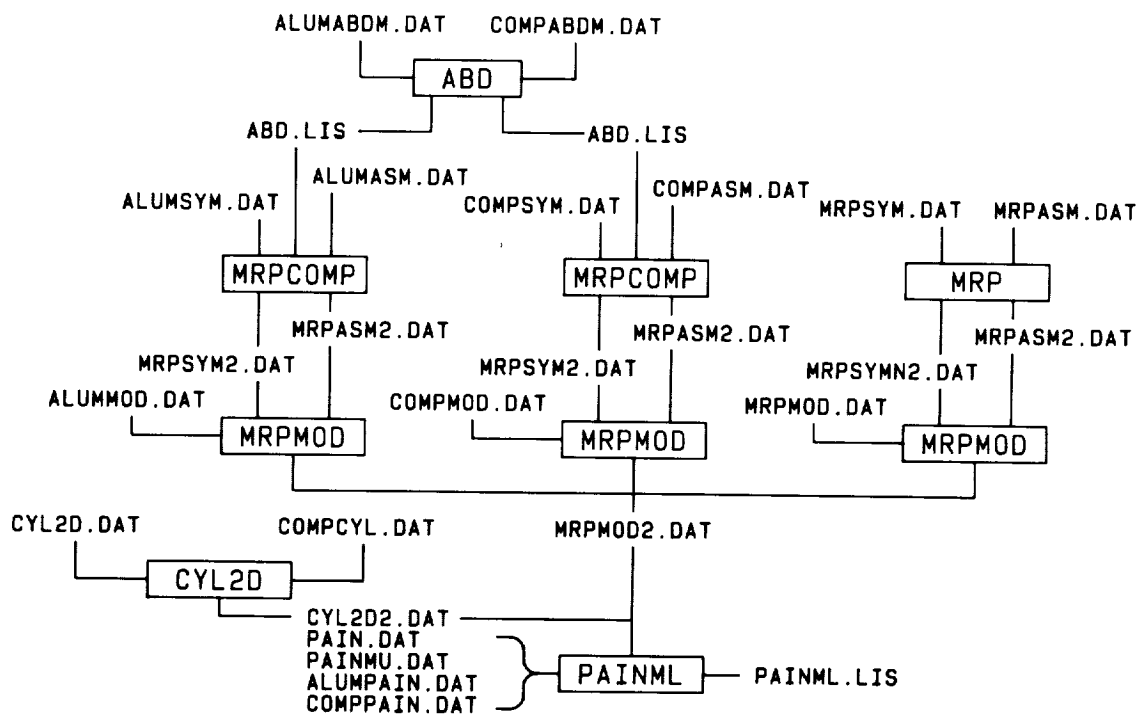 ALUMABDM.DAT COMPABDM.DAT
ABD
ABD.LIS ABD.LIS
ALUMASM.DAT COMPASM.DAT
ALUMSYM.DAT COMPSYM.DAT MRPSYM.DAT MRPASM.DAT
MRPCOMP MRPCOMP MRP
MRPASM2.DAT MRPASM2.DAT MRPASM2.DAT
MRPSYM2.DAT MRPSYM2.DAT MRPSYMN2.DAT
ALUMMOD.DAT COMPMOD.DAT MRPMOD.DAT
MRPMOD MRPMOD MRPMOD
CYL2D.DAT COMPCYL.DAT MRPMOD2.DAT
CYL2D
CYL2D2.DAT
PAIN.DAT
PAINMU.DAT
ALUMPAIN.DAT
COMPPAIN.DAT
PAINML PAINML.LIS